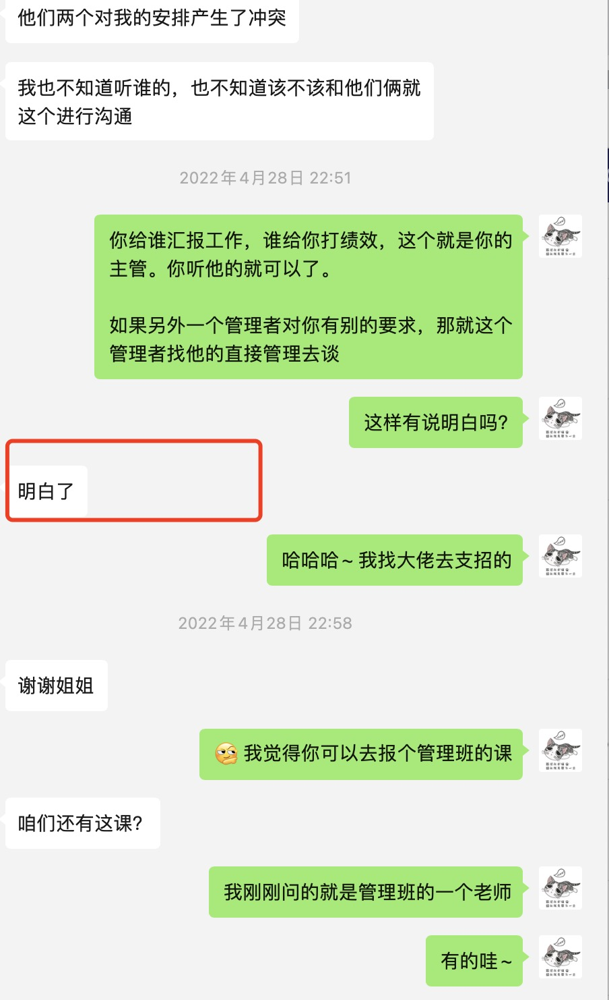 他们两个对我的安排产生了冲突
我也不知道听谁的，也不知道该不该和他们俩就
这个进行沟通
2022年4月28日 22:51
你给谁汇报工作，谁给你打绩效，这个就是你的
主管。你听他的就可以了。
如果另外一个管理者对你有别的要求，那就这个
管理者找他的直接管理去谈
这样有说明白吗?
明白了
哈哈哈~我找大佬去支招的
2022年4月28日 22:58
谢谢姐姐
我觉得你可以去报个管理班的课
咱们还有这课?
我刚刚问的就是管理班的一个老师
有的哇~